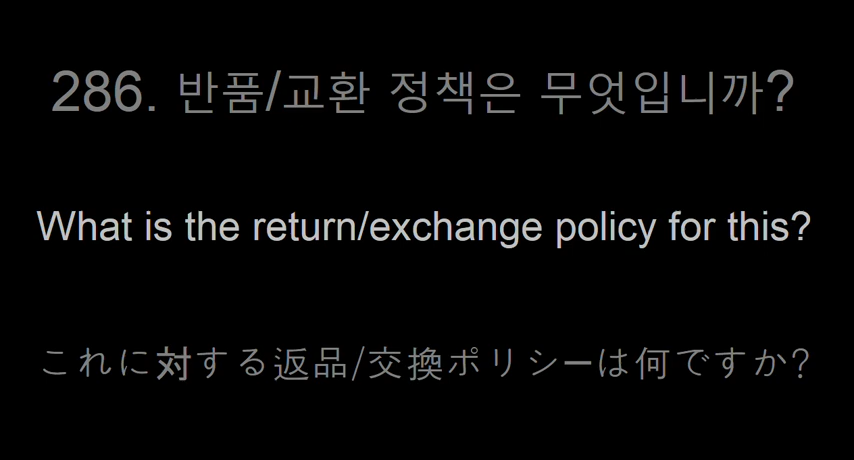 286. 반품/교환 정책은 무엇입니까?
What is the return/exchange policy for this?
これに対する返品/交換ポリシーは何ですか?